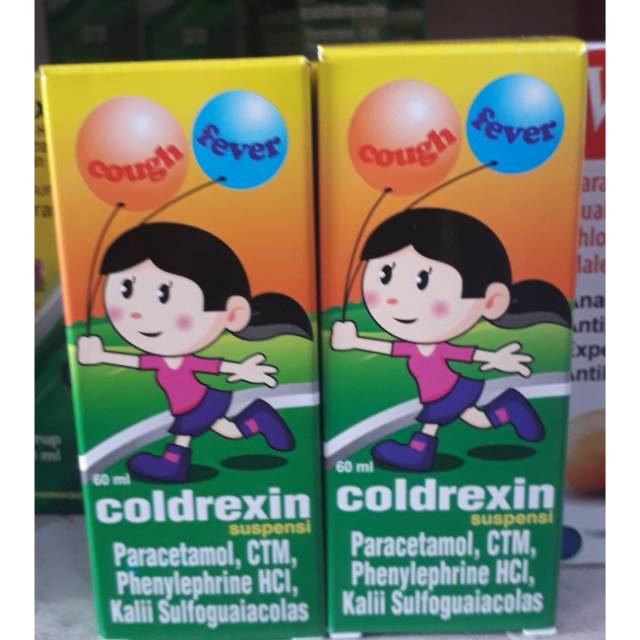 cough
fever
60 ml
coldrexin
suspensi
Paracetamol, CTM,
Phenylephrine HCl,
Kalii Sulfoguaiacolas
cough
fever
60 ml
coldrexin
suspensi
Paracetamol, CTM,
Phenylephrine HCl,
Kalii Sulfoguaiacolas